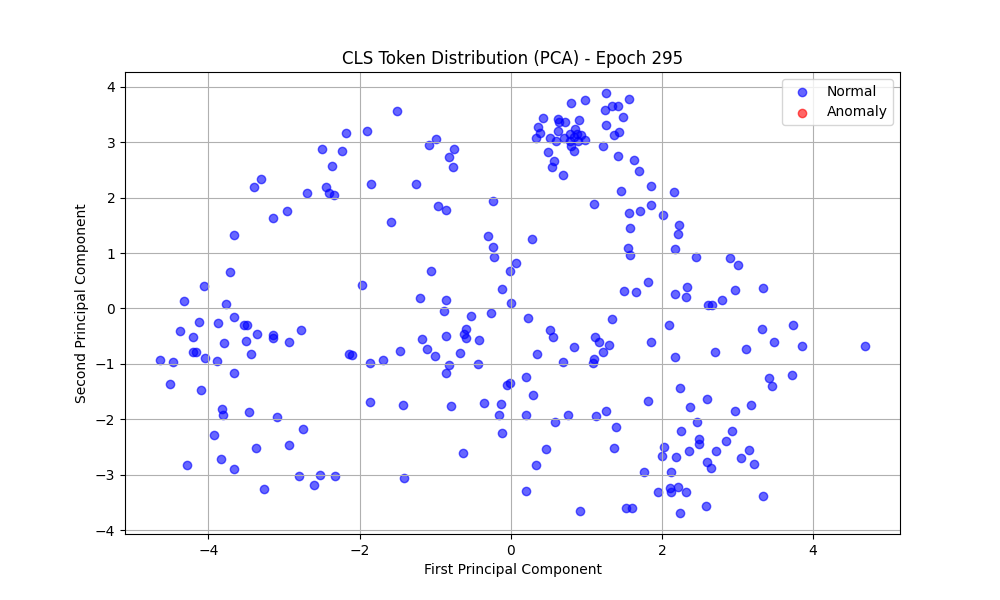 CLS Token Distribution (PCA) - Epoch 295
Normal
Anomaly
4
3
2
1
0
−1
−2
−3
−4
Second Principal Component
−4
−2
0
2
4
First Principal Component